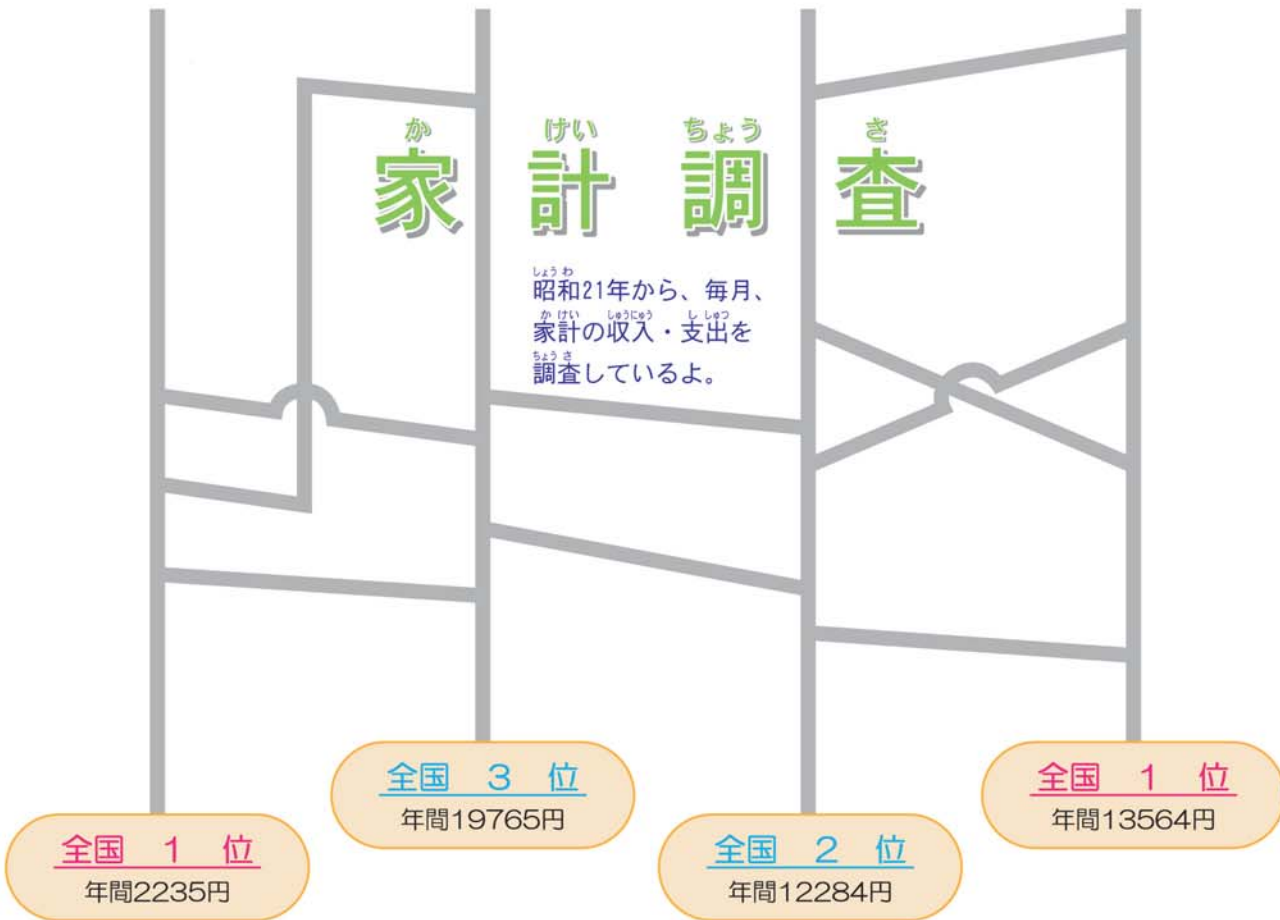 か けい ちょう さ
家 計 調 査
しょうわ
昭和21年から、毎月、
かけい しゅうにゅう ししゅつ
家計の収入・支出を
ちょうさ
調査しているよ。
全国 3 位
年間19765円
全国 1 位
年間13564円
全国 1 位
年間2235円
全国 2 位
年間12284円